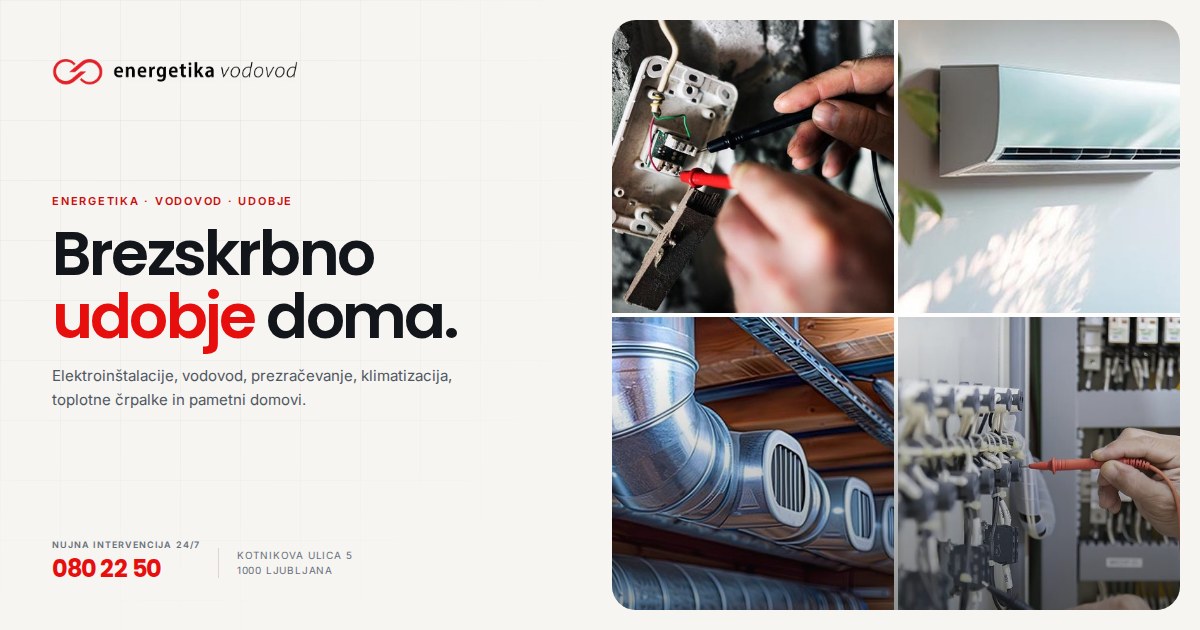 energetika vodovod
ENERGETIKA · VODOVOD · UDOBJE
Brezskrbno
udobje doma.
Elektroinštalacije, vodovod, prezračevanje, klimatizacija,
toplotne črpalke in pametni domovi.
NUJNA INTERVENCIJA 24/7
080 22 50
KOTNIKOVA ULICA 5
1000 LJUBLJANA